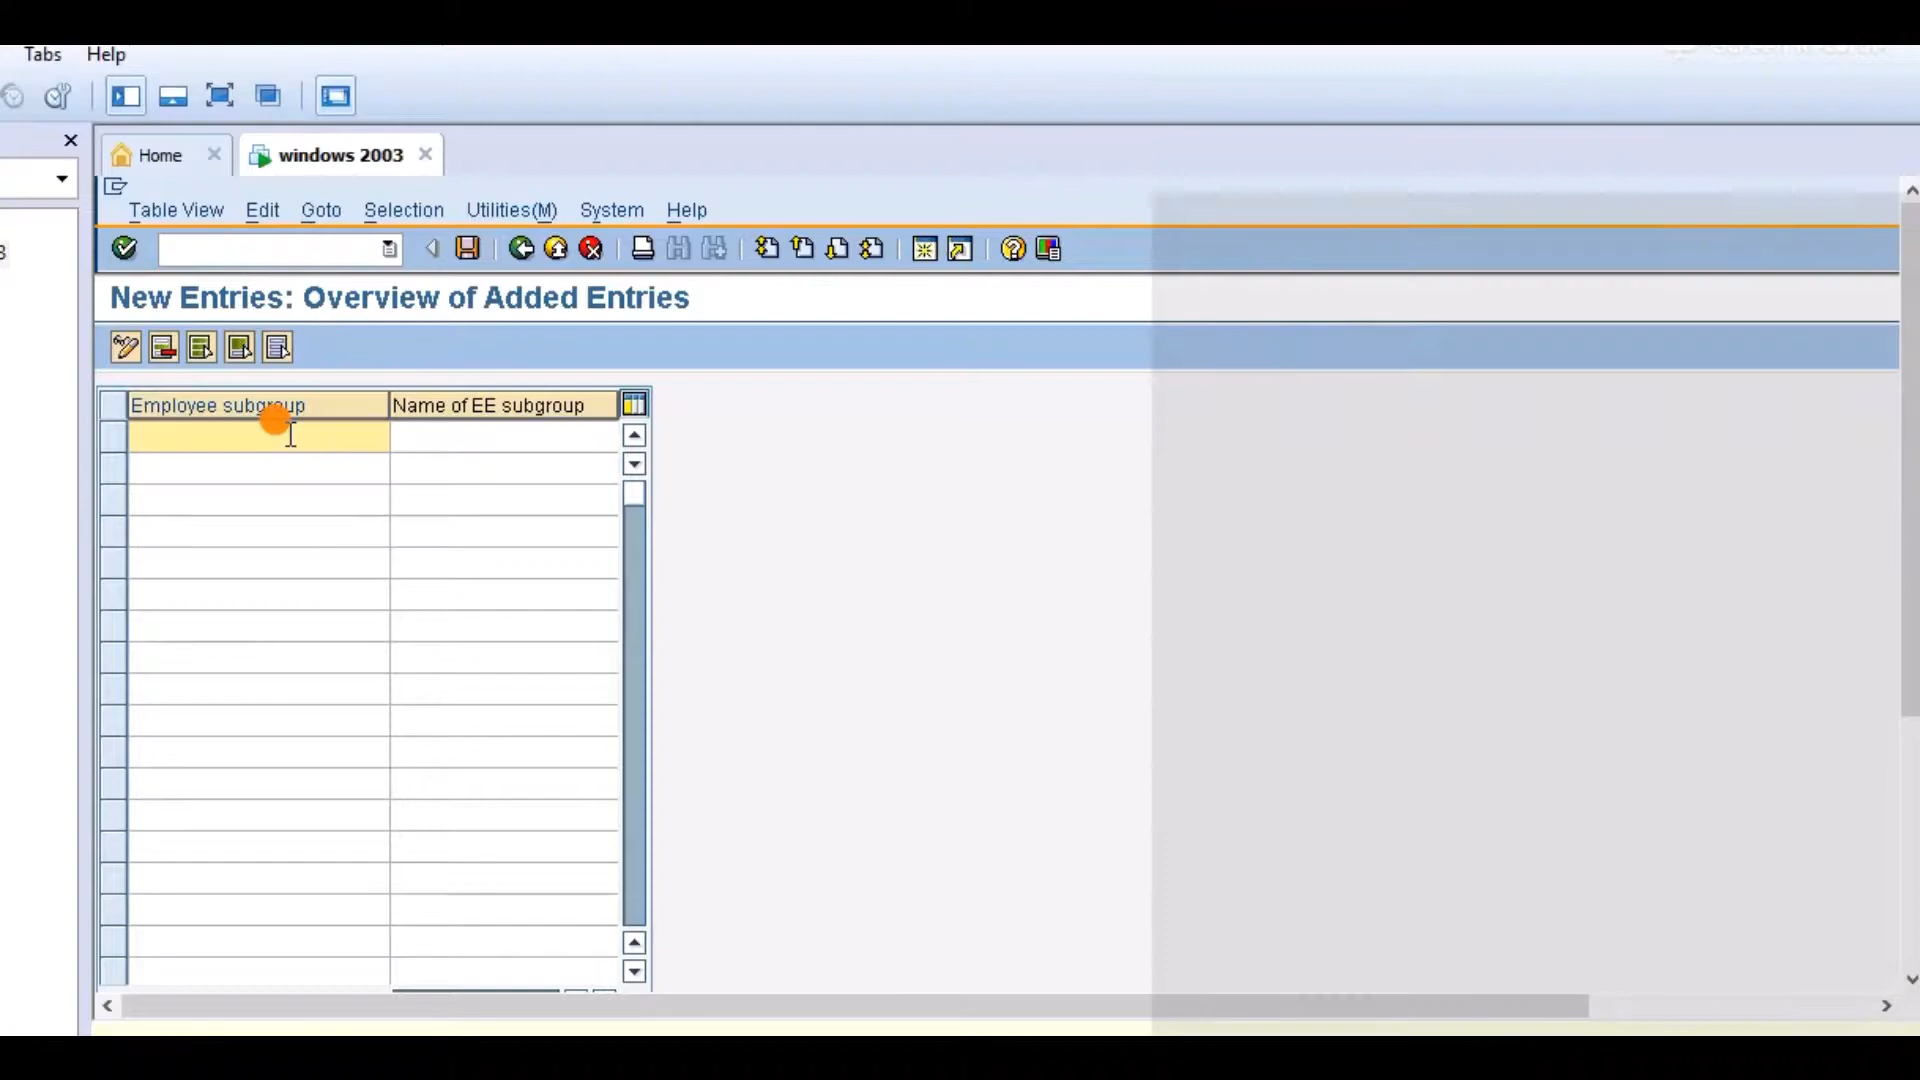 Tabs Help
Home windows 2003
Table View Edit Goto Selection Utilities(M) System Help
3
New Entries: Overview of Added Entries
Employee subgroup Name of EE subgroup